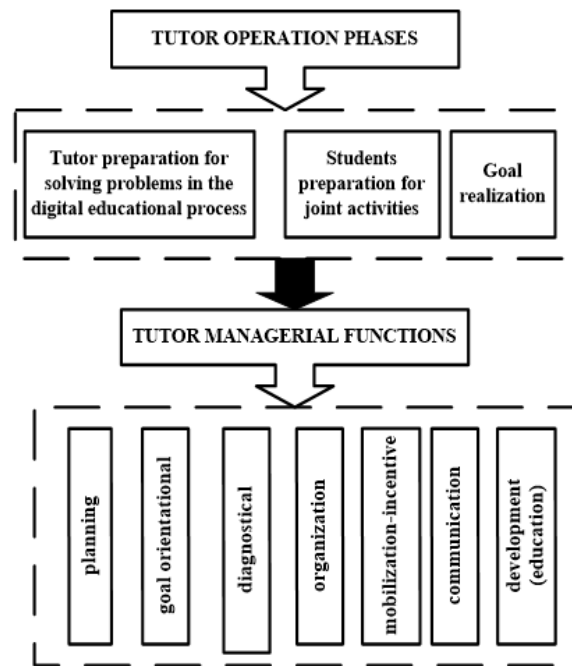 TUTOR OPERATION PHASES
Tutor preparation for
solving problems in the
digital educational process
Students
preparation for
joint activities
Goal
realization
TUTOR MANAGERIAL FUNCTIONS
planning
goal orientational
diagnostical
organization
mobilization-incentive
communication
development
(education)